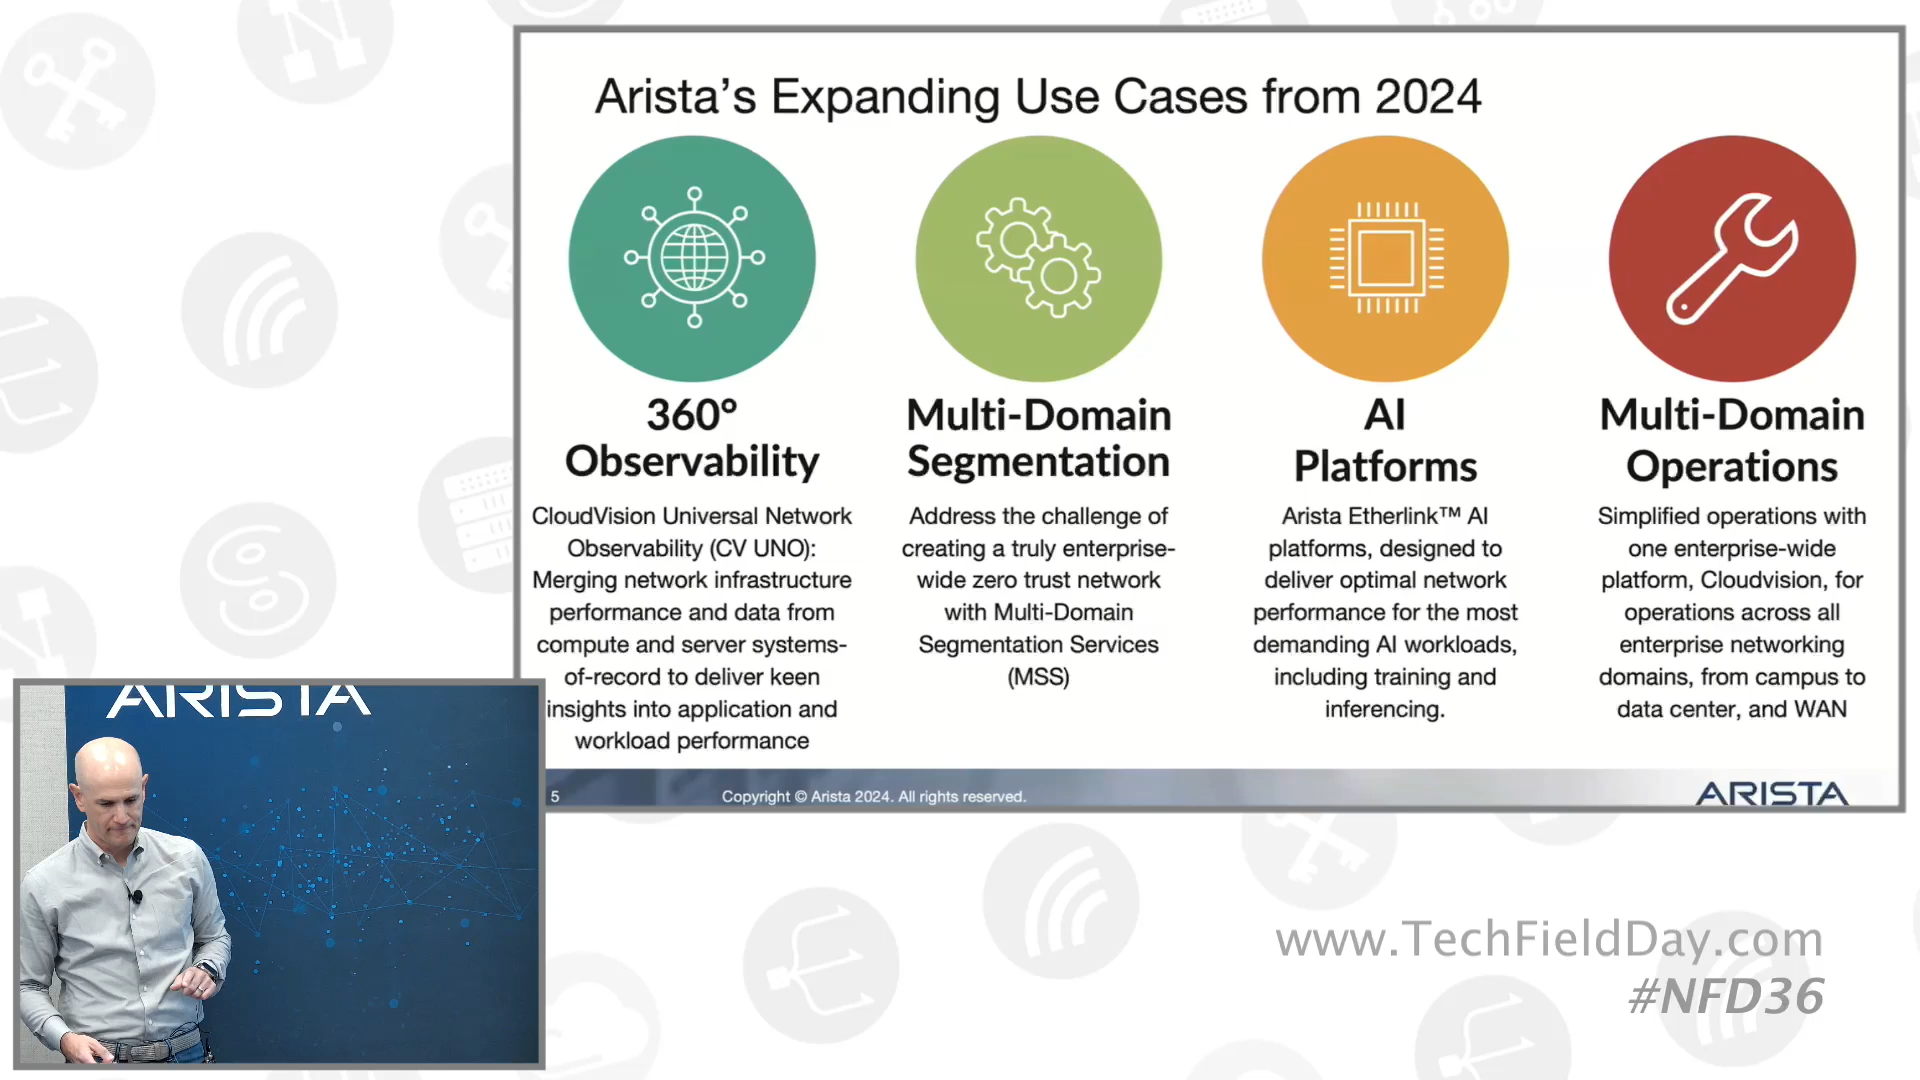 Arista's Expanding Use Cases from 2024
360°
Observability
CloudVision Universal Network
Observability (CV UNO):
Merging network infrastructure
performance and data from
compute and server systems-
of-record to deliver keen
insights into application and
workload performance
Multi-Domain
Segmentation
Address the challenge of
creating a truly enterprise-
wide zero trust network
with Multi-Domain
Segmentation Services
(MSS)
AI
Platforms
Arista Etherlink™ AI
platforms, designed to
deliver optimal network
performance for the most
demanding AI workloads,
including training and
inferencing.
Multi-Domain
Operations
Simplified operations with
one enterprise-wide
platform, Cloudvision, for
operations across all
enterprise networking
domains, from campus to
data center, and WAN
5
Copyright © Arista 2024. All rights reserved.
ARISTA
ARISTA
www.TechFieldDay.com
#NFD36